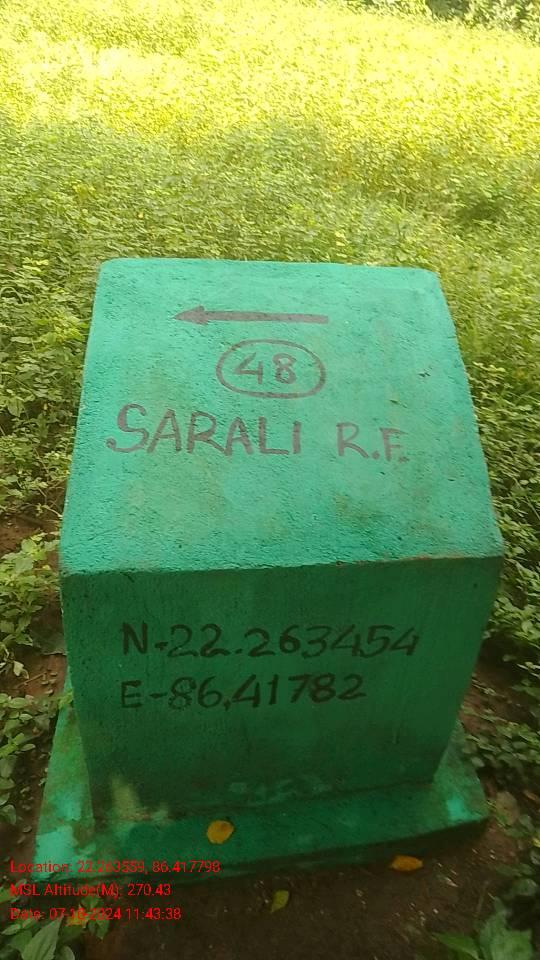 48
SARALI R.F.
N-22.263454
E-86.41782
Location: 22.263559, 86.417798
MSL Altitude(M): 270.43
Date: 07-10-2024 11:43:38